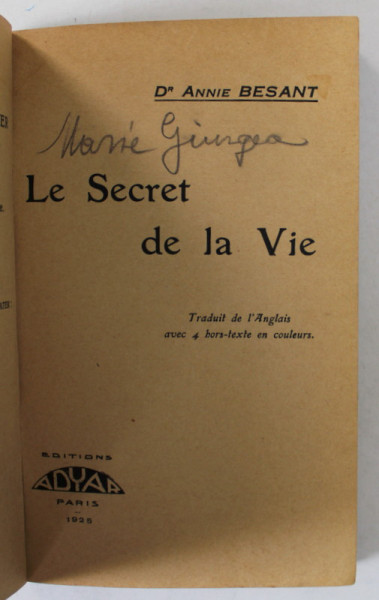 Dr Annie BESANT
Marie Giurgea
Le Secret
de la Vie
Traduit de l'Anglais
avec 4 hors-texte en couleurs.
EDITIONS
ADYAR
PARIS
1925